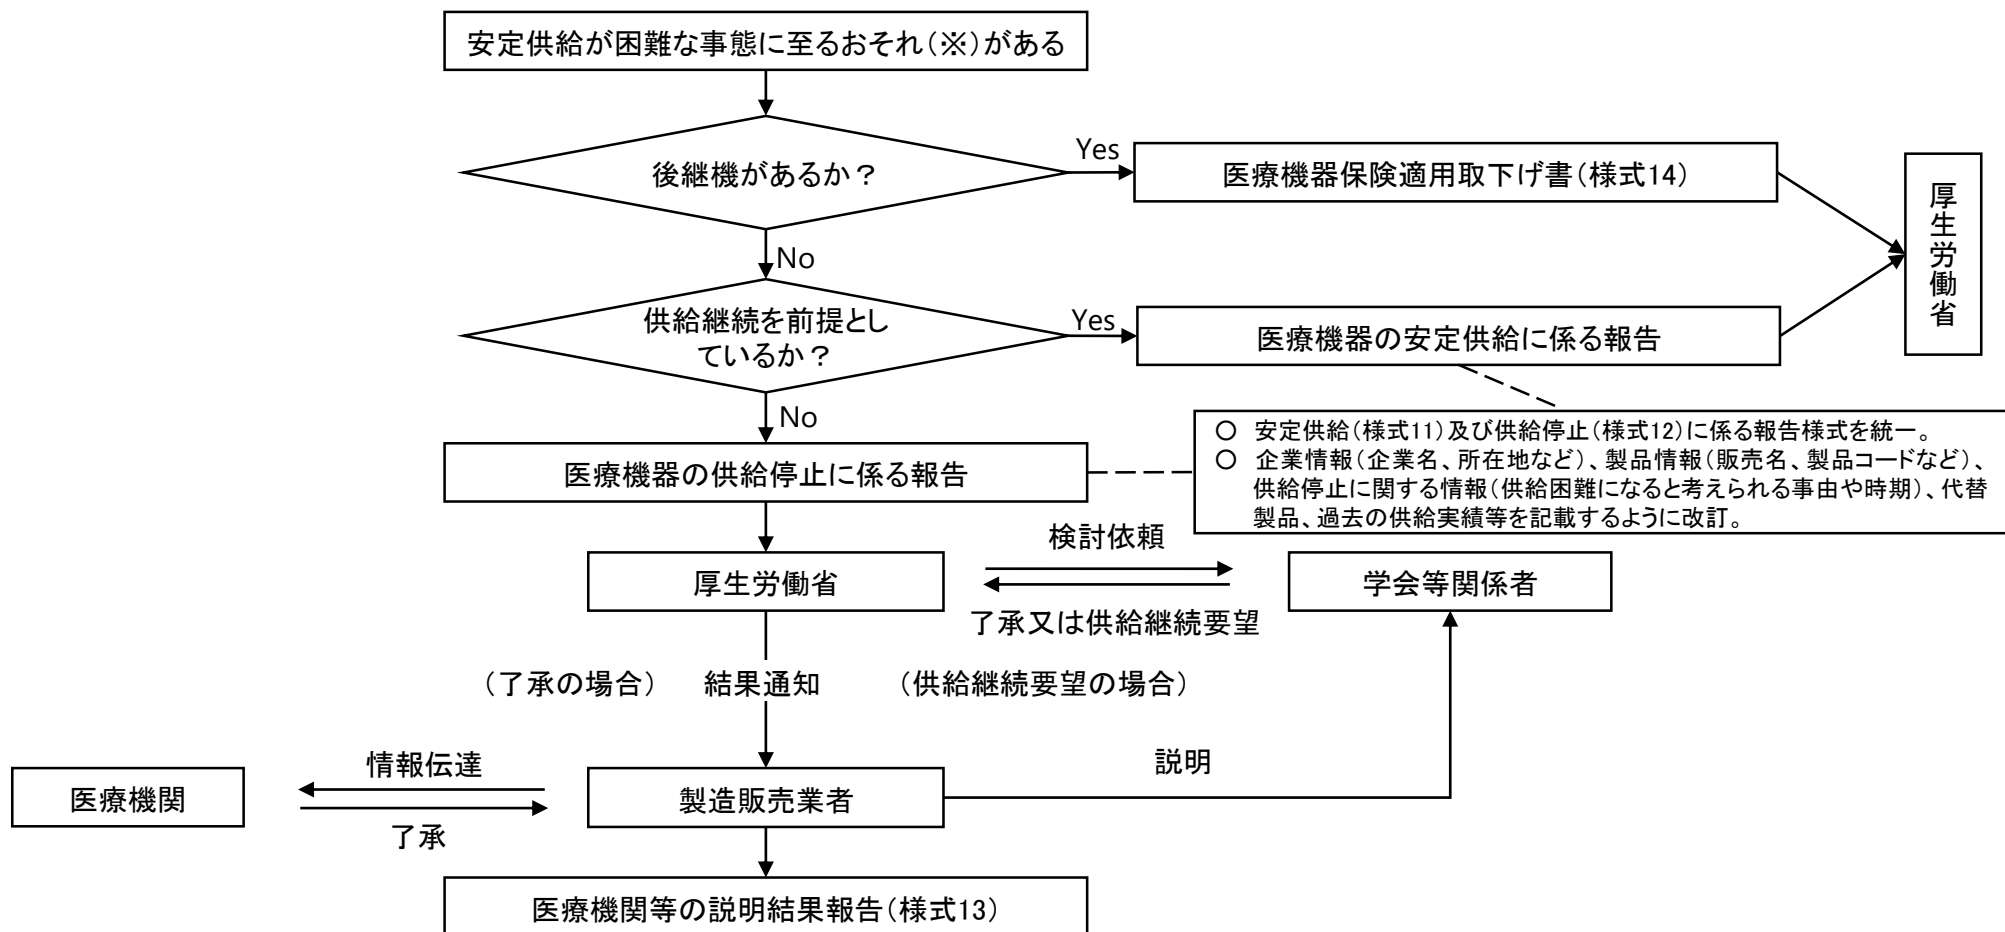 安定供給が困難な事態に至るおそれ(※)がある
後継機があるか?
Yes
医療機器保険適用取下げ書(様式14)
厚生労働省
No
供給継続を前提とし
ているか?
Yes
医療機器の安定供給に係る報告
No
○ 安定供給(様式11)及び供給停止(様式12)に係る報告様式を統一。
○ 企業情報(企業名、所在地など)、製品情報(販売名、製品コードなど)、
供給停止に関する情報(供給困難になると考えられる事由や時期)、代替
製品、過去の供給実績等を記載するように改訂。
医療機器の供給停止に係る報告
検討依頼
厚生労働省
学会等関係者
了承又は供給継続要望
(了承の場合) 結果通知 (供給継続要望の場合)
情報伝達
説明
医療機関
製造販売業者
了承
医療機関等の説明結果報告(様式13)